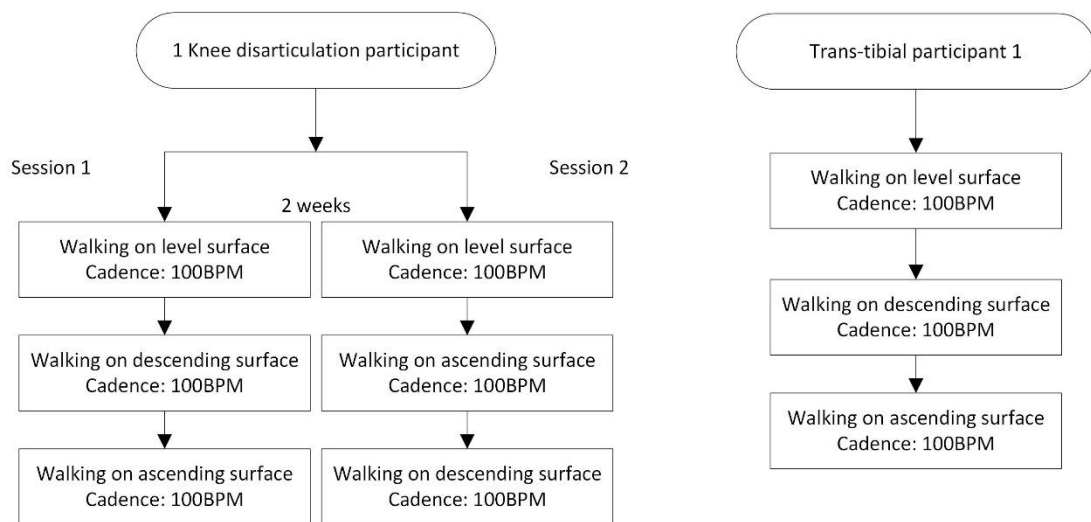 1 Knee disarticulation participant
Session 1
Session 2
2 weeks
Walking on level surface
Cadence: 100BPM
Walking on descending surface
Cadence: 100BPM
Walking on ascending surface
Cadence: 100BPM
Walking on level surface
Cadence: 100BPM
Walking on ascending surface
Cadence: 100BPM
Walking on descending surface
Cadence: 100BPM
Trans-tibial participant 1
Walking on level surface
Cadence: 100BPM
Walking on descending surface
Cadence: 100BPM
Walking on ascending surface
Cadence: 100BPM